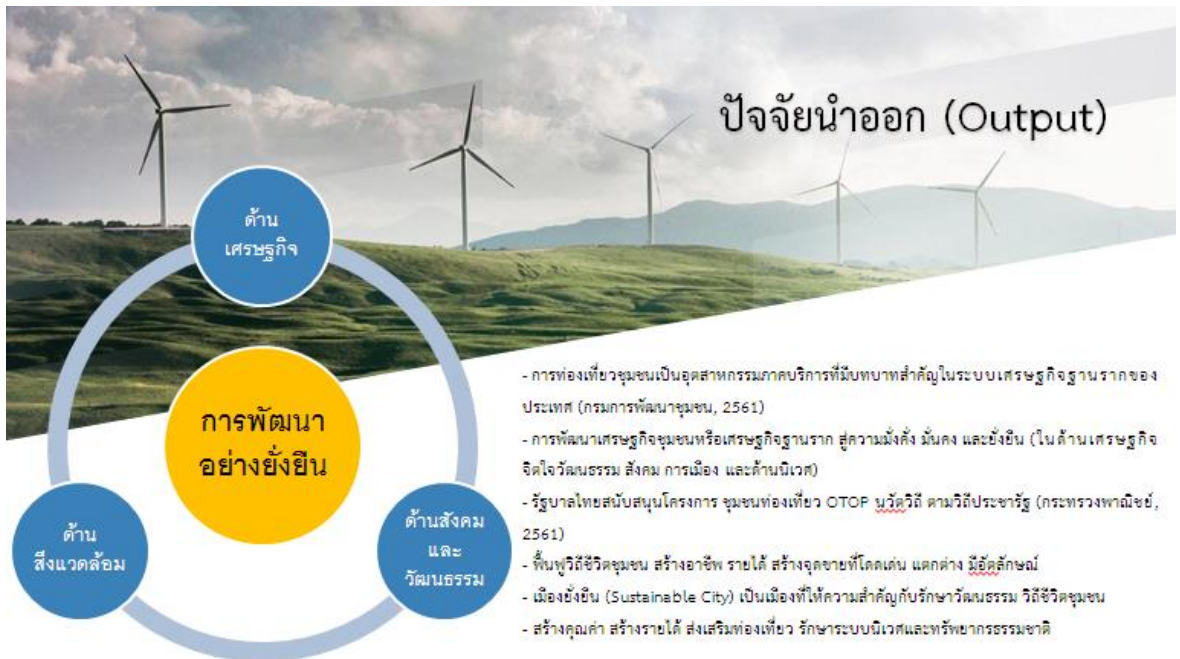 ปัจจัยนำออก (Output)
ด้าน
เศรษฐกิจ
การพัฒนา
อย่างยั่งยืน
ด้าน
สิ่งแวดล้อม
ด้านสังคม
และ
วัฒนธรรม
- การท่องเที่ยวชุมชนเป็นอุตสาหกรรมภาคบริการที่มีบทบาทสำคัญในระบบเศรษฐกิจฐานรากของ
ประเทศ (กรมการพัฒนาชุมชน, 2561)
- การพัฒนาเศรษฐกิจชุมชนหรือเศรษฐกิจฐานราก สู่ความมั่งคั่ง มั่นคง และยั่งยืน (ในด้านเศรษฐกิจ
จิตใจวัฒนธรรม สังคม การเมือง และด้านนิเวศ)
- รัฐบาลไทยสนับสนุนโครงการ ชุมชนท่องเที่ยว OTOP นวัตวิถี ตามวิถีประชารัฐ (กระทรวงพาณิชย์,
2561)
- ฟื้นฟูวิถีชีวิตชุมชน สร้างอาชีพ รายได้ สร้างจุดขายที่โดดเด่น แตกต่าง มีอัตลักษณ์
- เมืองยั่งยืน (Sustainable City) เป็นเมืองที่ให้ความสำคัญกับรักษาวัฒนธรรม วิถีชีวิตชุมชน
- สร้างคุณค่า สร้างรายได้ ส่งเสริมท่องเที่ยว รักษาระบบนิเวศและทรัพยากรธรรมชาติ